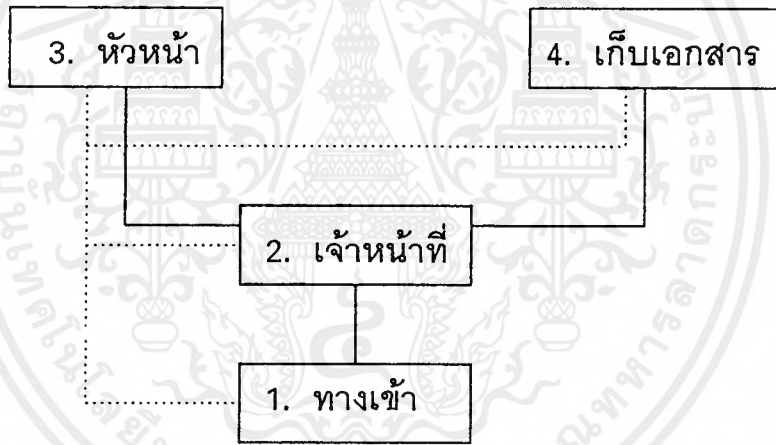 3. หัวหน้า
4. เก็บเอกสาร
2. เจ้าหน้าที่
1. ทางเข้า